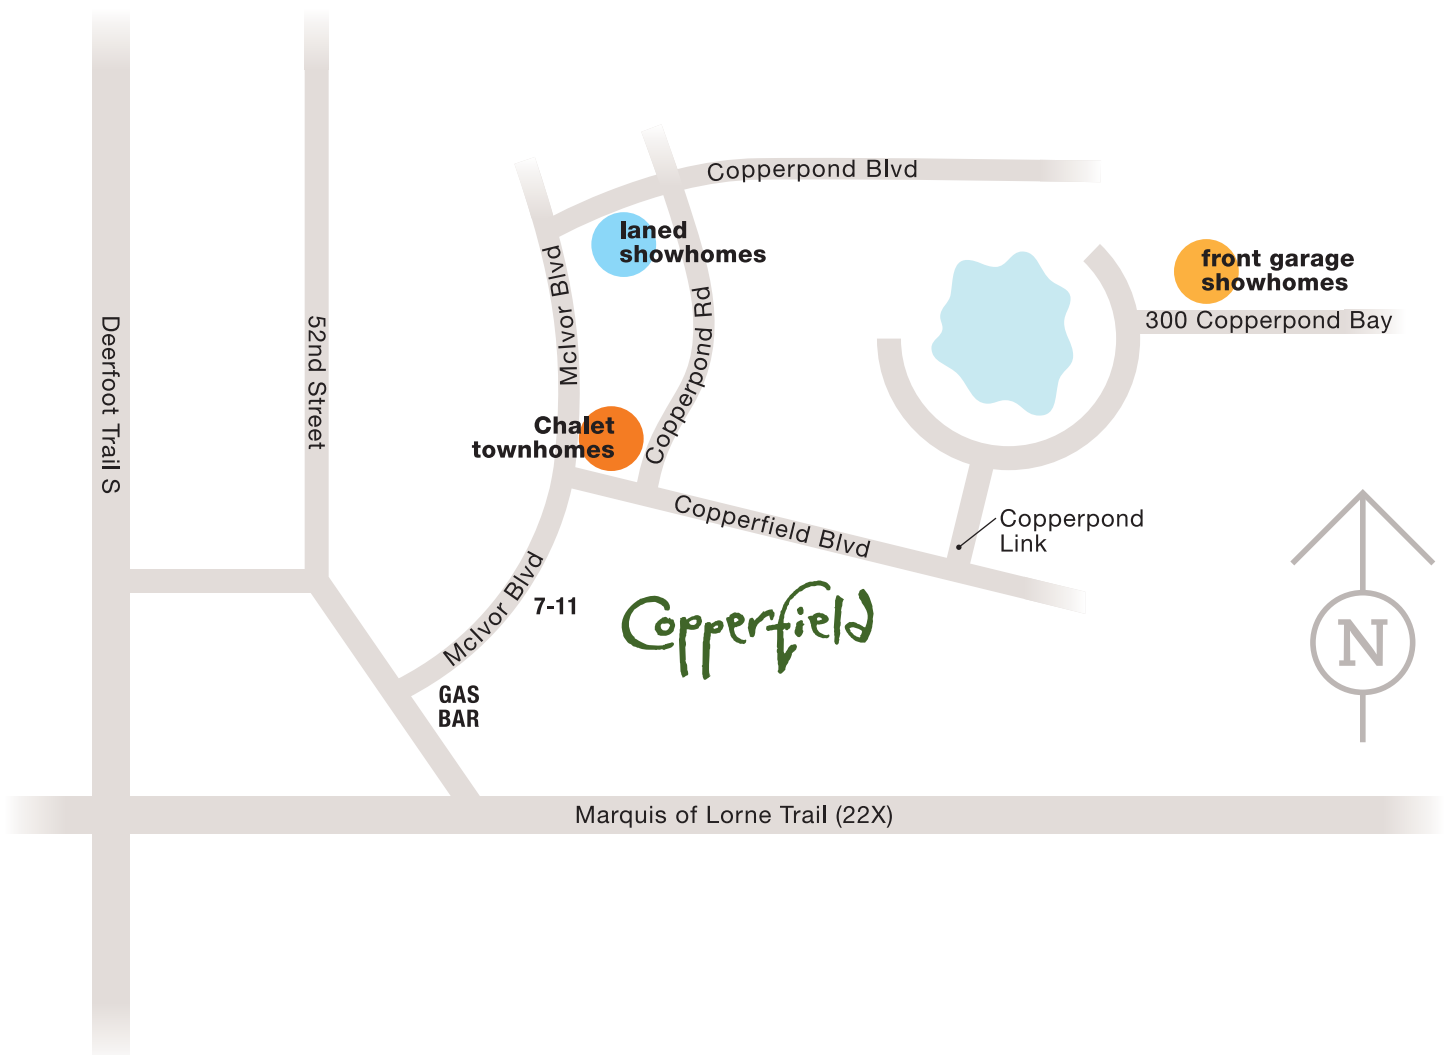 Copperpond Blvd
laned
showhomes
McIvor Blvd
front garage
showhomes
300 Copperpond Bay
Copperpond Rd
Deerfoot Trail S
52nd Street
Chalet
townhomes
Copperfield Blvd
Copperpond
Link
McIvor Blvd
7-11
Copperfield
N
GAS
BAR
Marquis of Lorne Trail (22X)